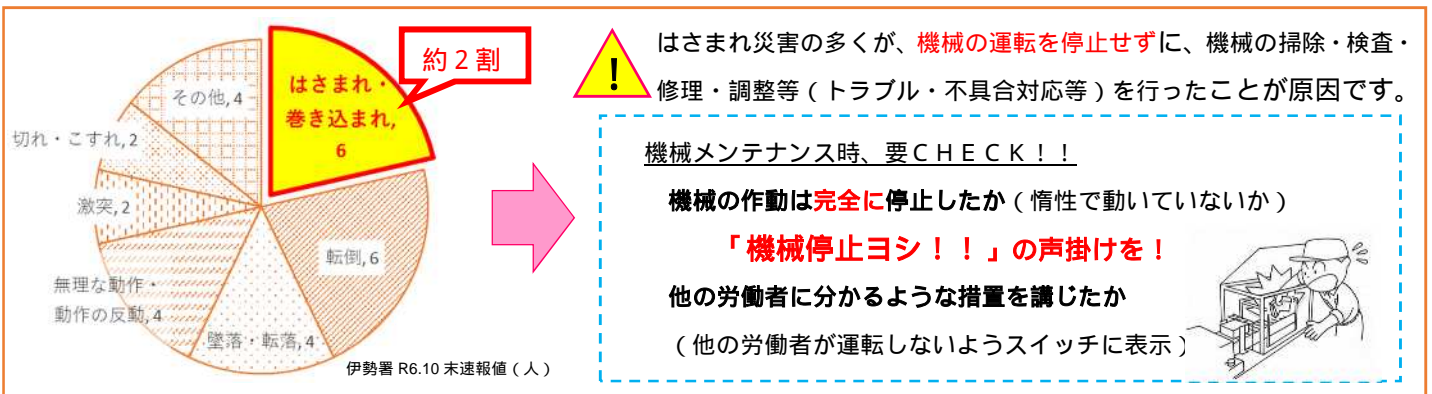 約２割
はさまれ・
巻き込まれ,
6
その他, 4
切れ・こすれ, 2
激突, 2
無理な動作・
動作の反動, 4
墜落・転落, 4
転倒, 6
伊勢署 R6.10 末速報値（人）
!
はさまれ災害の多くが、機械の運転を停止せずに、機械の掃除・検査・
修理・調整等（トラブル・不具合対応等）を行ったことが原因です。
機械メンテナンス時、要ＣＨＥＣＫ！！
機械の作動は完全に停止したか（惰性で動いていないか）
「機械停止ヨシ！！」の声掛けを！
他の労働者に分かるような措置を講じたか
（他の労働者が運転しないようスイッチに表示）